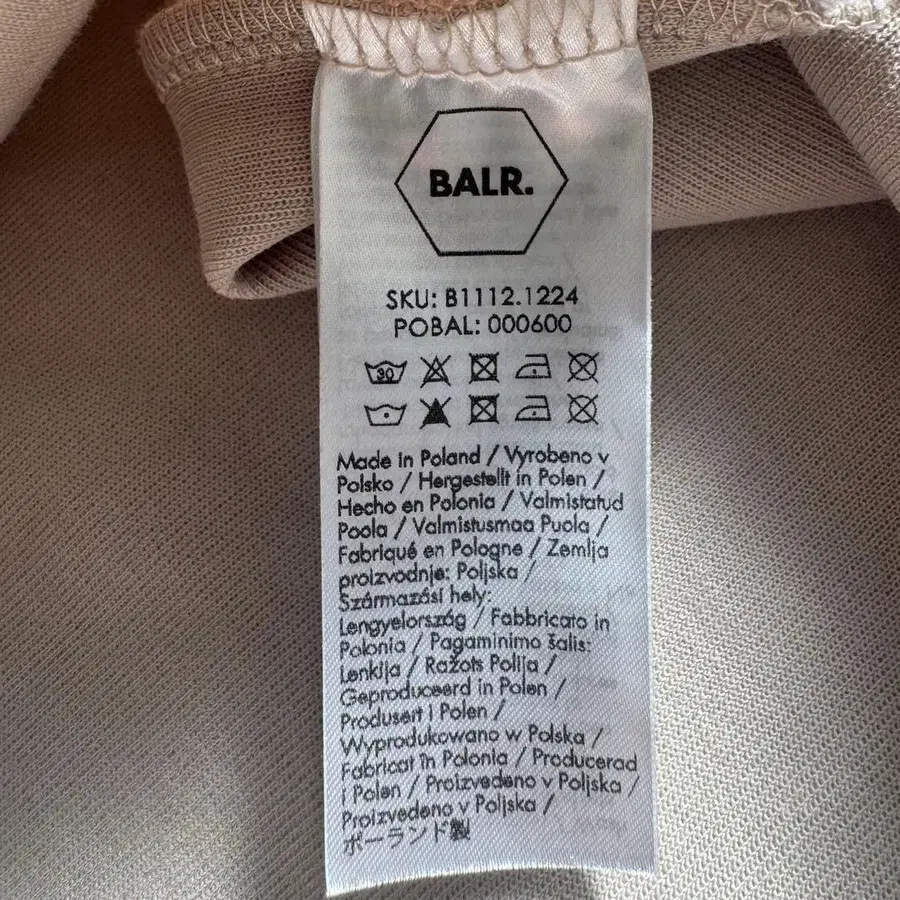 BALR.
SKU: B1112.1224
POBAL: 000600
30
Made in Poland / Vyrobeno v
Polsko / Hergestellt in Polen /
Hecho en Polonia / Valmistatud
Poola / Valmistusmaa Puola /
Fabriqué en Pologne / Zemlja
proizvodnje: Poljska /
Származási hely:
Lengyelország / Fabbricato in
Polonia / Pagaminimo šalis:
Lenkija / Ražots Polija /
Geproduceerd in Polen /
Produsert i Polen /
Wyprodukowano w Polska /
Fabricat în Polonia / Producerad
i Polen / Proizvedeno v Poljska /
Proizvedeno v Poljska /
ポーランド製